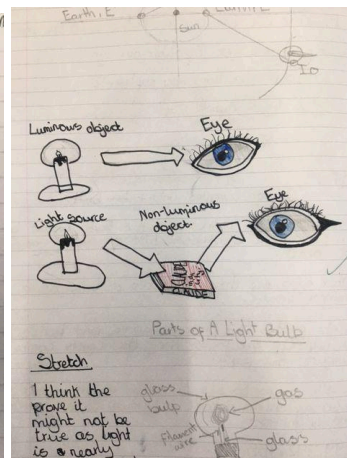 Earth, E
Sun
Io
Luminous object
Eye
Light source
Non-luminous
object.
Eye
Parts of A Light Bulb
Stretch
I think the
prove it
might not be
true as light
is a nearly
glass
bulb
gas
Filament
wire
glass